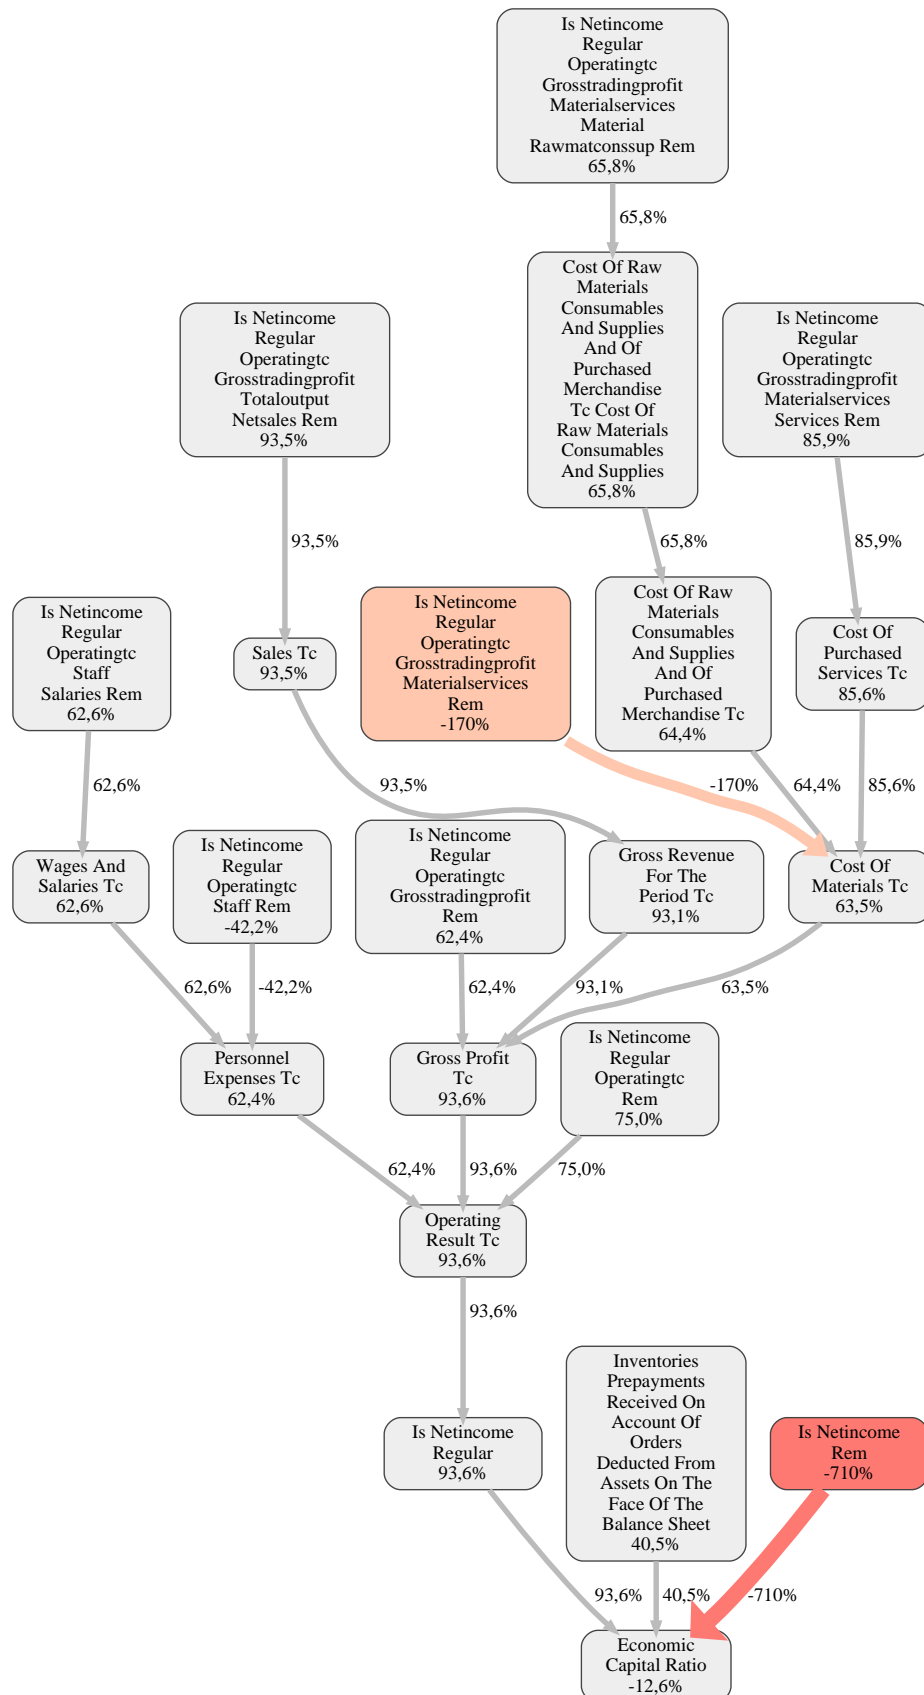 Is Netincome
Regular
Operatingtc
Grosstradingprofit
Materialservices
Material
Rawmatconssup Rem
65,8%
65,8%
Cost Of Raw
Materials
Consumables
And Supplies
And Of
Purchased
Merchandise
Tc Cost Of
Raw Materials
Consumables
And Supplies
65,8%
Is Netincome
Regular
Operatingtc
Grosstradingprofit
Totaloutput
Netsales Rem
93,5%
Is Netincome
Regular
Operatingtc
Grosstradingprofit
Materialservices
Services Rem
85,9%
93,5%
65,8%
85,9%
Is Netincome
Regular
Operatingtc
Staff
Salaries Rem
62,6%
Sales Tc
93,5%
Is Netincome
Regular
Operatingtc
Grosstradingprofit
Materialservices
Rem
-170%
Cost Of Raw
Materials
Consumables
And Supplies
And Of
Purchased
Merchandise Tc
64,4%
Cost Of
Purchased
Services Tc
85,6%
62,6%
93,5%
-170%
64,4%
85,6%
Wages And
Salaries Tc
62,6%
Is Netincome
Regular
Operatingtc
Staff Rem
-42,2%
Is Netincome
Regular
Operatingtc
Grosstradingprofit
Rem
62,4%
Gross Revenue
For The
Period Tc
93,1%
Cost Of
Materials Tc
63,5%
62,6%
-42,2%
62,4%
93,1%
63,5%
Personnel
Expenses Tc
62,4%
Gross Profit
Tc
93,6%
Is Netincome
Regular
Operatingtc
Rem
75,0%
62,4%
93,6%
75,0%
Operating
Result Tc
93,6%
93,6%
Is Netincome
Regular
93,6%
Inventories
Prepayments
Received On
Account Of
Orders
Deducted From
Assets On The
Face Of The
Balance Sheet
40,5%
Is Netincome
Rem
-710%
93,6%
40,5%
-710%
Economic
Capital Ratio
-12,6%